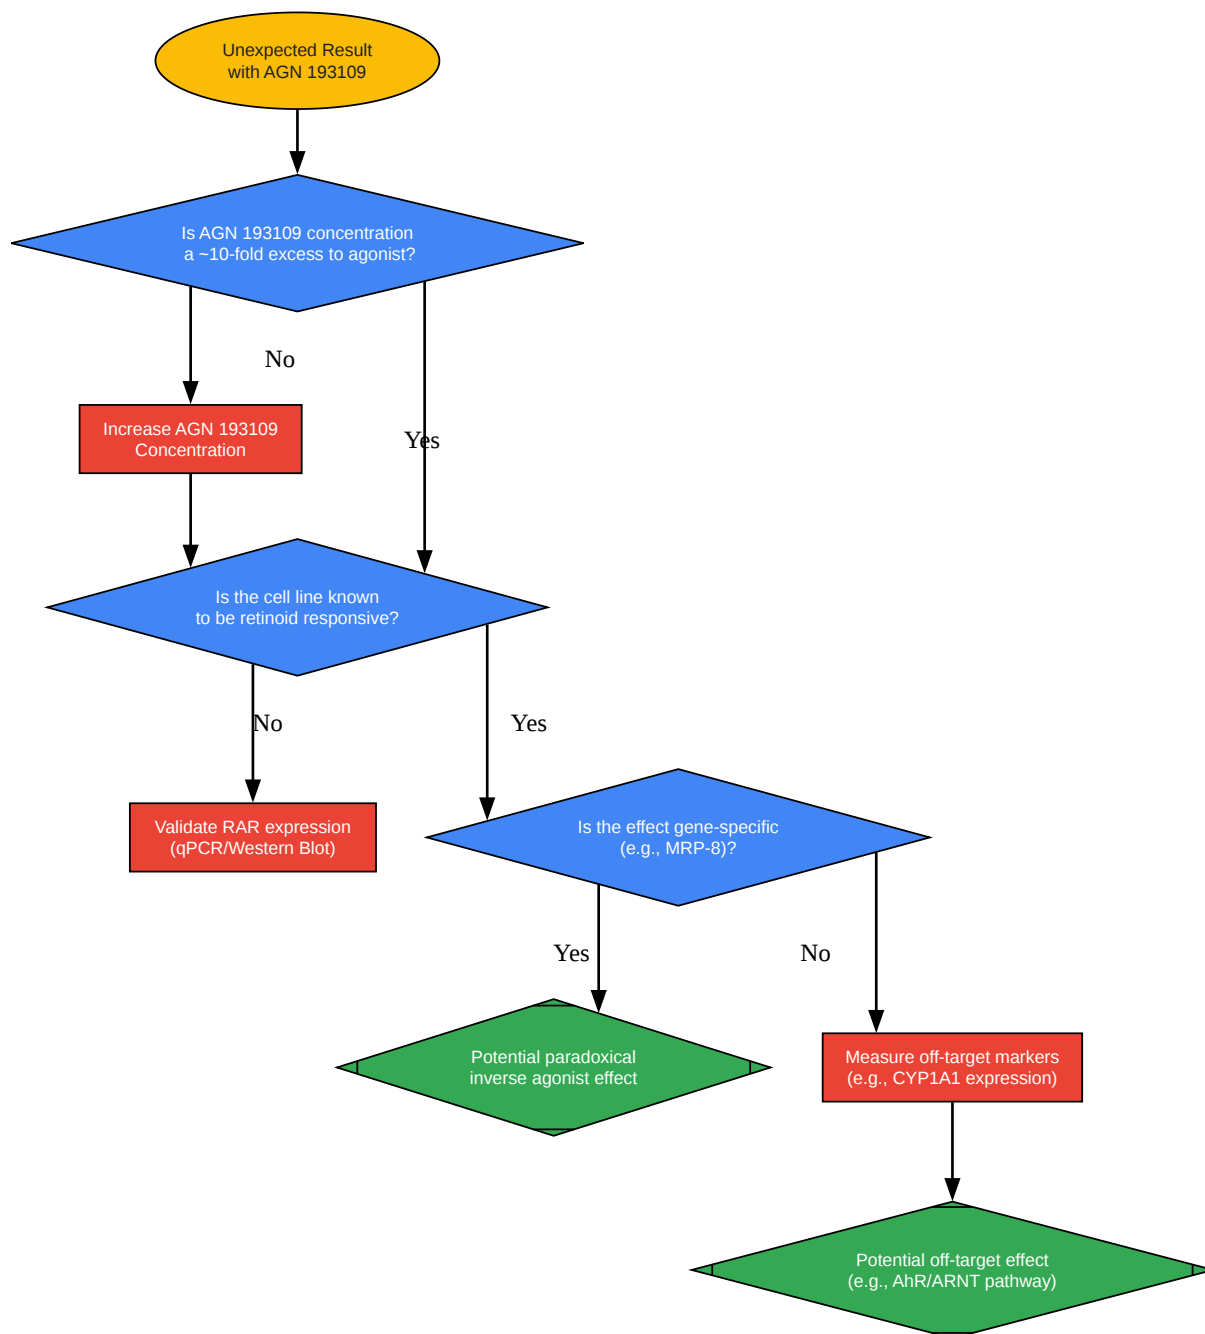 Unexpected Result
with AGN 193109
Is AGN 193109 concentration
a ~10-fold excess to agonist?
No
Yes
Increase AGN 193109
Concentration
Is the cell line known
to be retinoid responsive?
No
Yes
Validate RAR expression
(qPCR/Western Blot)
Is the effect gene-specific
(e.g., MRP-8)?
Yes
No
Potential paradoxical
inverse agonist effect
Measure off-target markers
(e.g., CYP1A1 expression)
Potential off-target effect
(e.g., AhR/ARNT pathway)